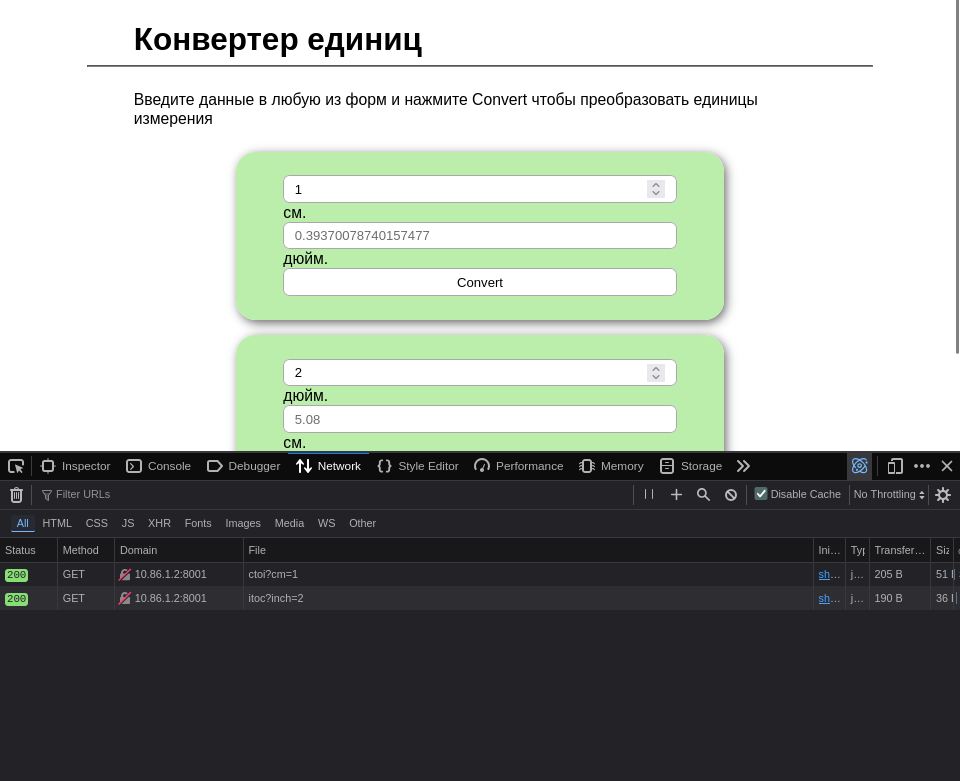 Конвертер единиц
Введите данные в любую из форм и нажмите Convert чтобы преобразовать единицы
измерения
1
см.
0.39370078740157477
дюйм.
Convert
2
дюйм.
5.08
см.
Inspector Console Debugger Network Style Editor Performance Memory Storage
Filter URLs Disable Cache No Throttling
All HTML CSS JS XHR Fonts Images Media WS Other
Status Method Domain File Ini… Typ Transfer… Siz
200 GET 10.86.1.2:8001 ctoi?cm=1 sh… j… 205 B 51
200 GET 10.86.1.2:8001 itoc?inch=2 sh… j… 190 B 36